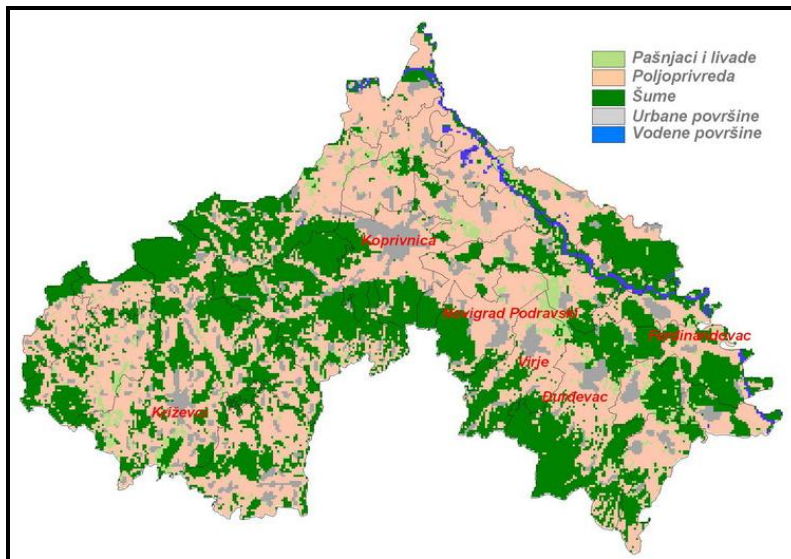 Pašnjaci i livade
Poljoprivreda
Šume
Urbane površine
Vodene površine
Koprivnica
Novigrad Podravski
Ferdinandovac
Virje
Đurđevac
Križevci